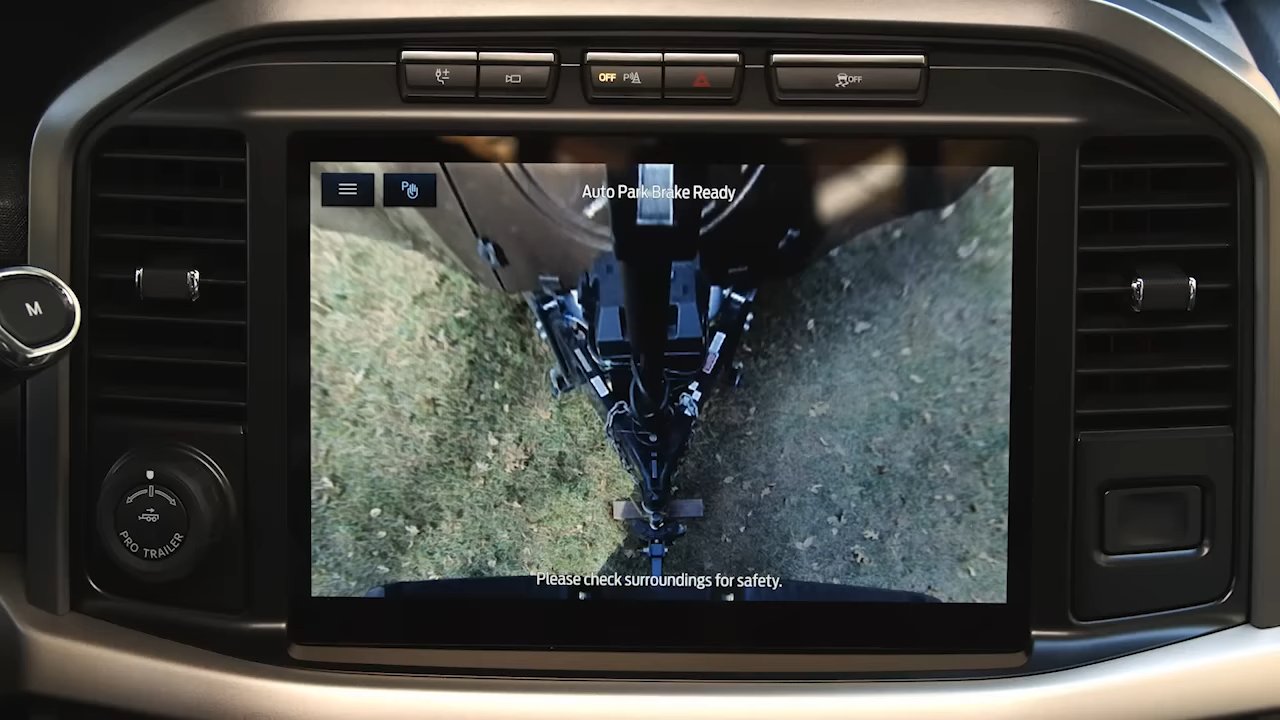 OFF P
OFF
P
Auto Park Brake Ready
M
PRO TRAILER
Please check surroundings for safety.